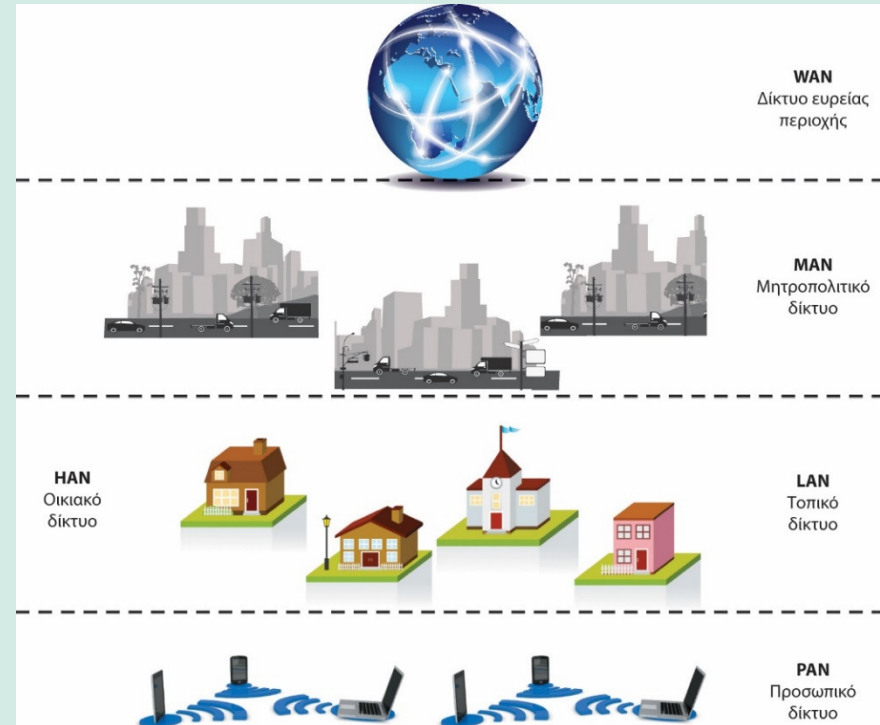 WAN
Δίκτυο ευρείας
περιοχής
MAN
Μητροπολιτικό
δίκτυο
HAN
Οικιακό
δίκτυο
LAN
Τοπικό
δίκτυο
PAN
Προσωπικό
δίκτυο